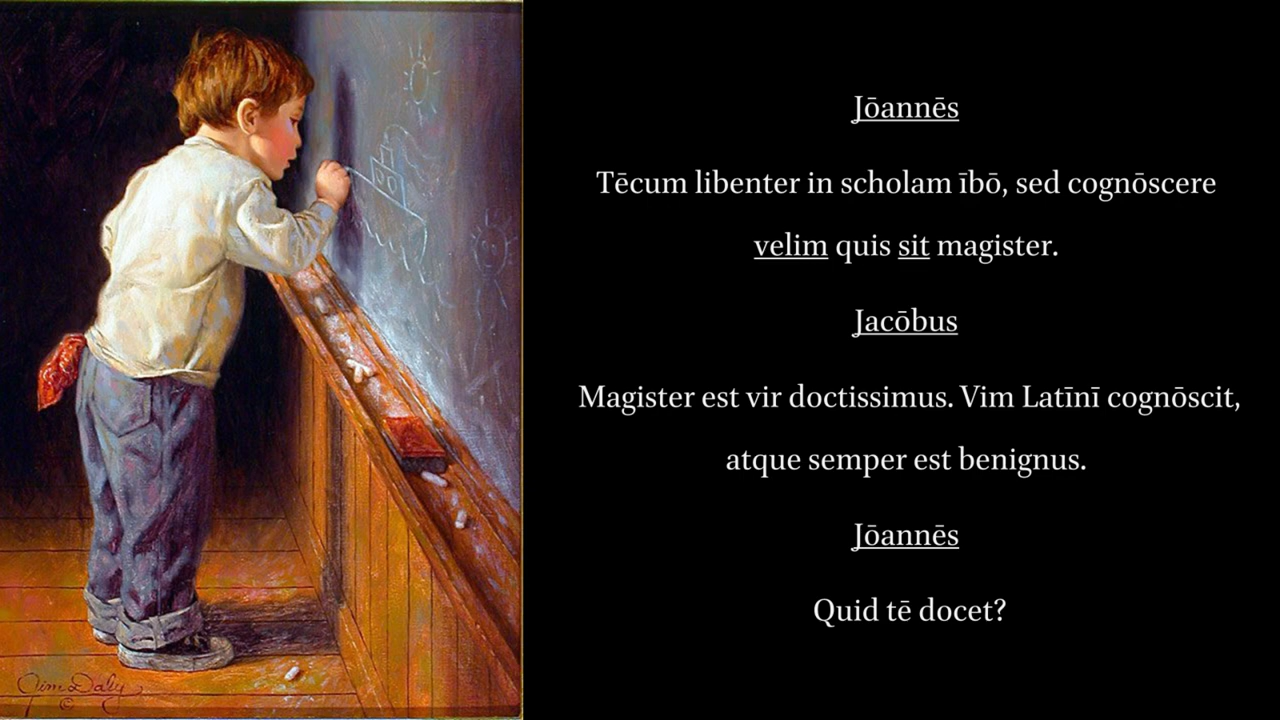 Jōannēs
Tēcum libenter in scholam ībō, sed cognōscere
velim quis sit magister.
Jacōbus
Magister est vir doctissimus. Vim Latīnī cognōscit,
atque semper est benignus.
Jōannēs
Quid tē docet?
Jim Daly
©